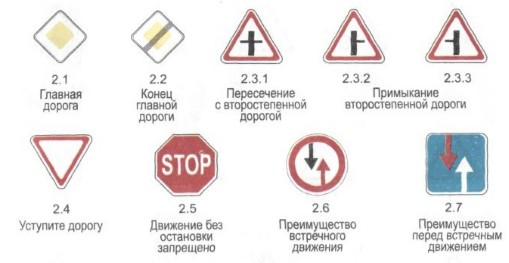 2.1 2.2 2.3.1 2.3.2 2.3.3
Главная Конец Пересечение Примыкание
дорога главной с второстепенной второстепенной дороги
дороги дорогой
STOP
2.4 2.5 2.6 2.7
Уступите дорогу Движение без Преимущество Преимущество
остановки встречного перед встречным
запрещено движения движением